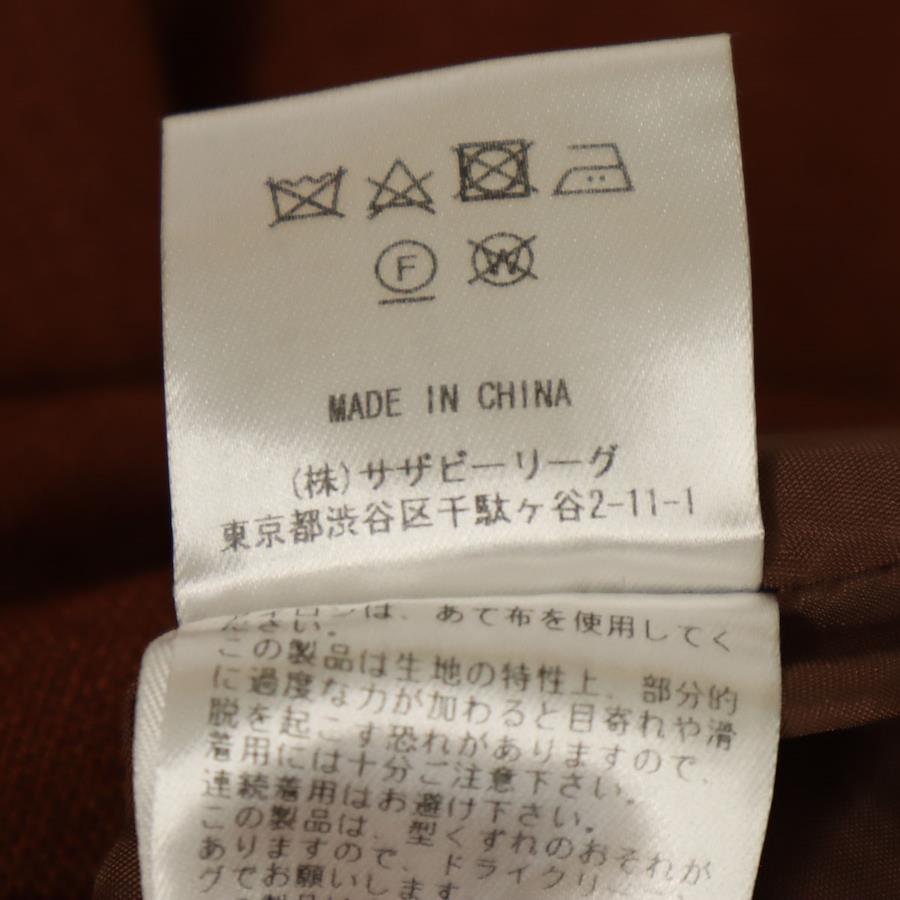 F
W
MADE IN CHINA
(株)サザビーリーグ
東京都渋谷区千駄ヶ谷2-11-1
は、あて布を使用してく
ださい。
この製品は生地の特性上、部分的
に過度な力が加わると目寄れや滑
脱を起こす恐れがありますので、
着用には十分ご注意下さい。
連続着用はお避け下さい。
この製品は、型くずれのおそれが
ありますので、ドライクリー
グでお願いします